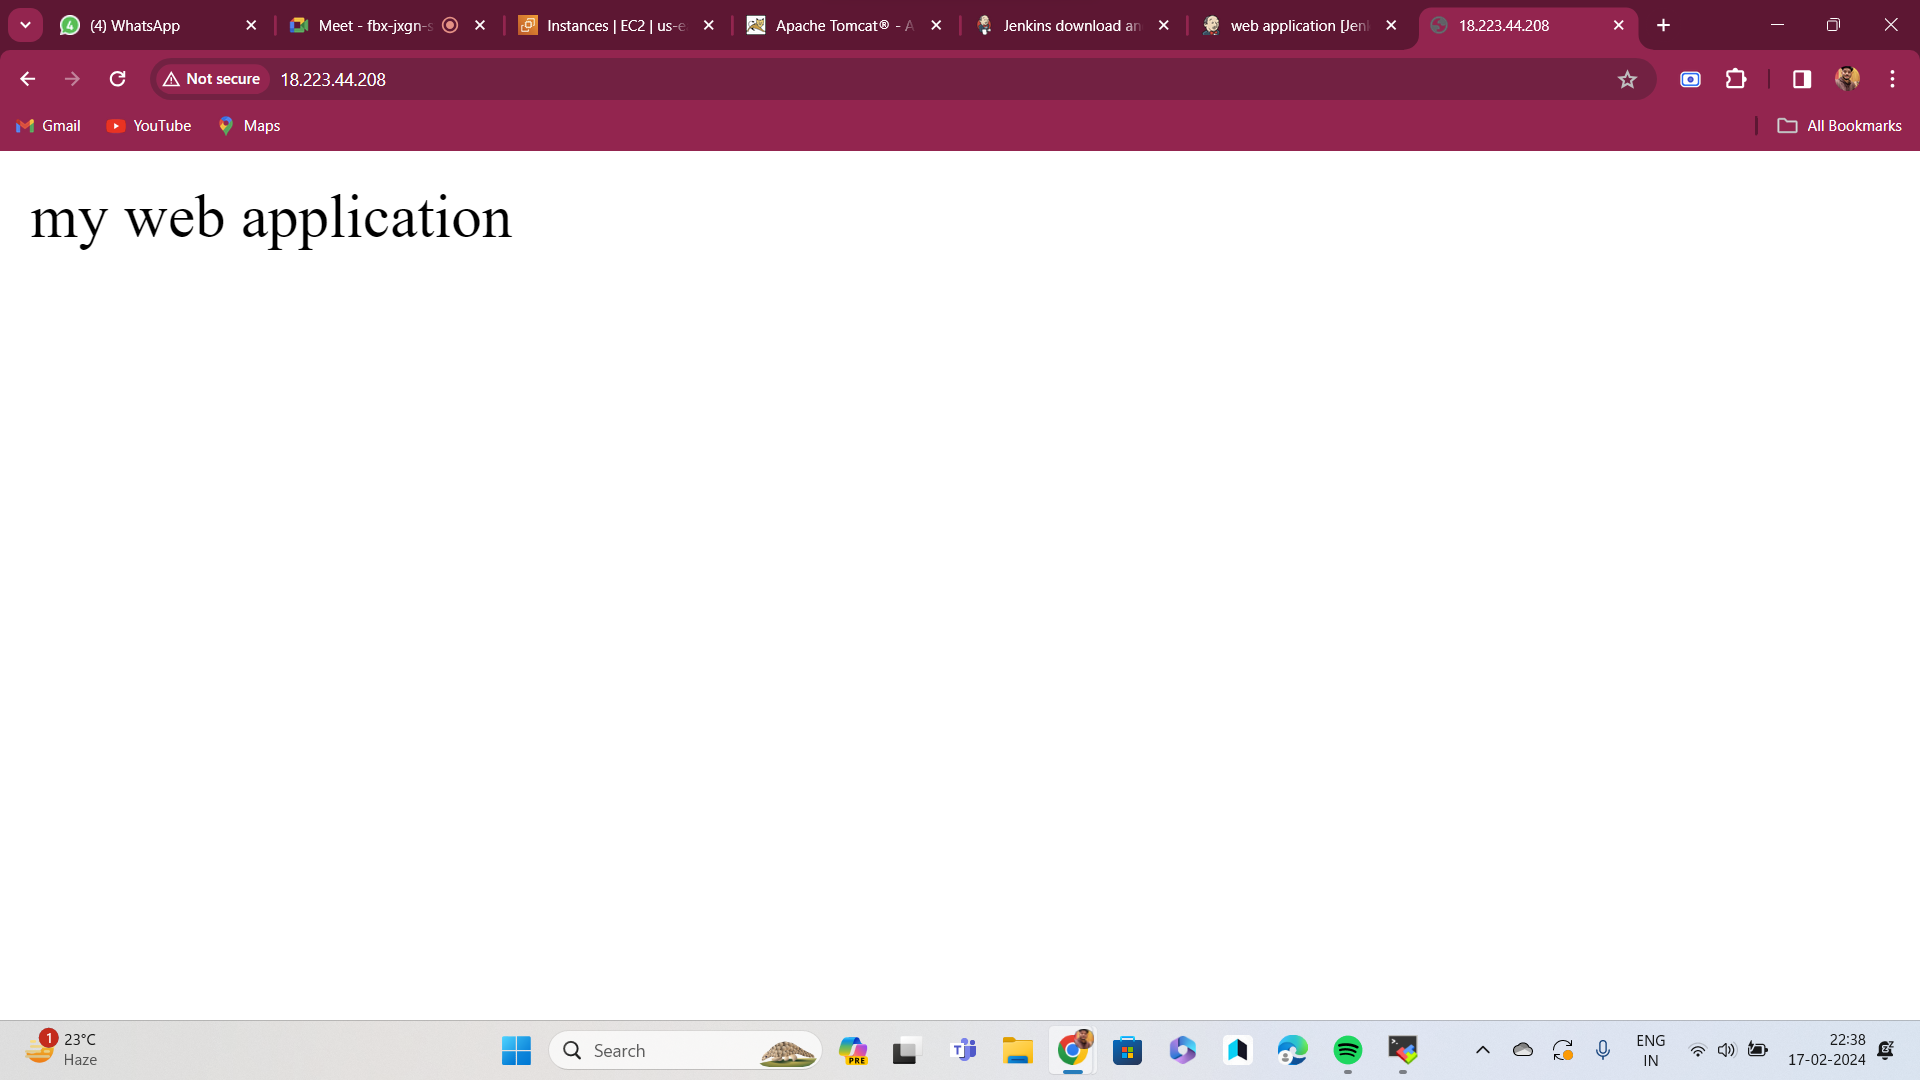 (4) WhatsApp
Meet - fbx-jxgn-s
Instances | EC2 | us-e
Apache Tomcat® - A
Jenkins download an
web application [Jenk
18.223.44.208
Not secure
18.223.44.208
Gmail
YouTube
Maps
All Bookmarks
my web application
1
23°C
Haze
Search
PRE
ENG
IN
22:38
17-02-2024